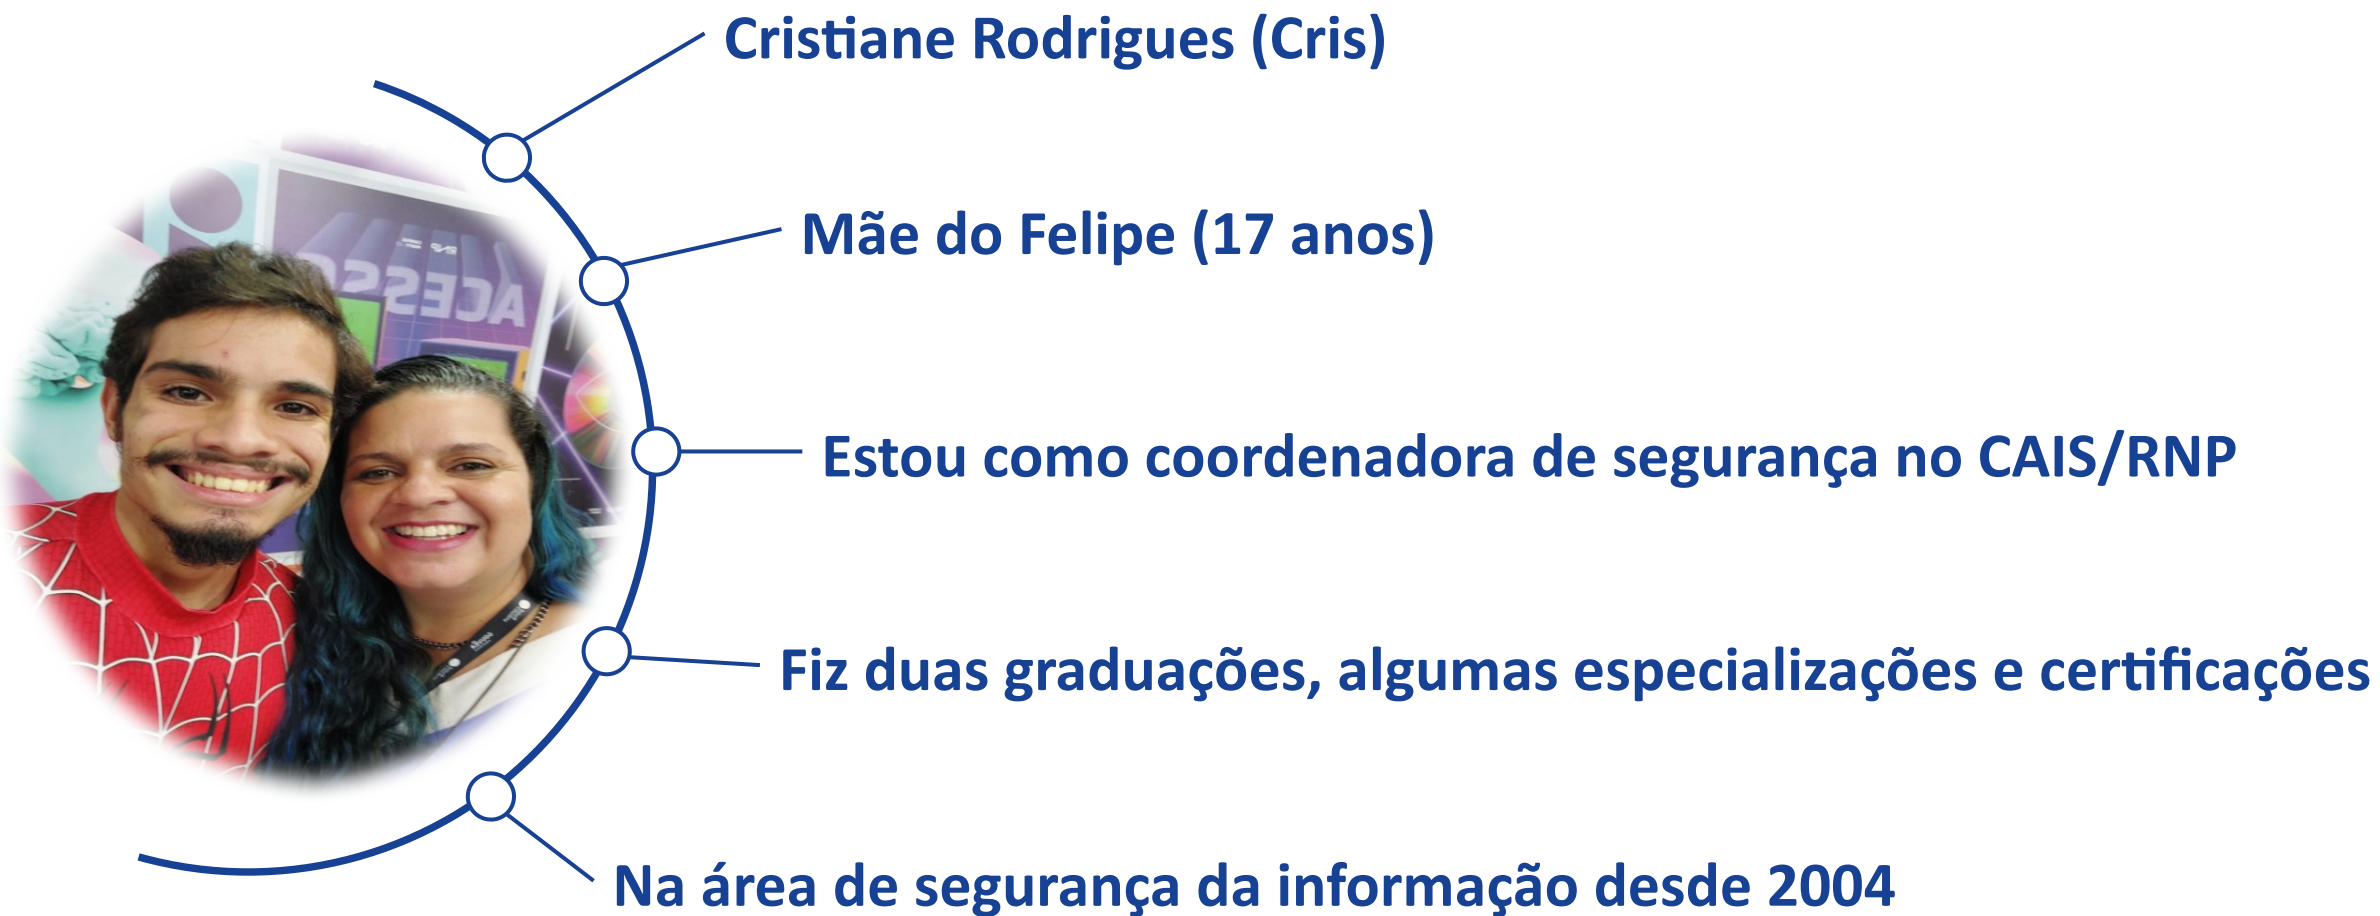 Cristiane Rodrigues (Cris)
Mãe do Felipe (17 anos)
ACESSO
Estou como coordenadora de segurança no CAIS/RNP
Fiz duas graduações, algumas especializações e certificações
Na área de segurança da informação desde 2004